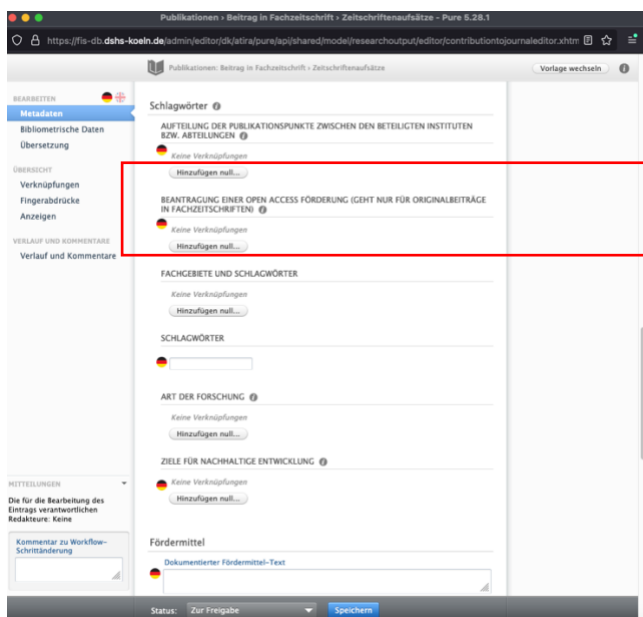 Publikationen › Beitrag in Fachzeitschrift › Zeitschriftenaufsätze - Pure 5.28.1
https://fis-db.dshs-koeln.de/admin/editor/dk/atira/pure/api/shared/model/researchoutput/editor/contributiontojournaleditor.xhtm
Publikationen: Beitrag in Fachzeitschrift › Zeitschriftenaufsätze
Vorlage wechseln
BEARBEITEN
Metadaten
Bibliometrische Daten
Übersetzung
ÜBERSICHT
Verknüpfungen
Fingerabdrücke
Anzeigen
VERLAUF UND KOMMENTARE
Verlauf und Kommentare
MITTEILUNGEN
Die für die Bearbeitung des
Eintrags verantwortlichen
Redakteure: Keine
Kommentar zu Workflow-
Schrittänderung
Schlagwörter
AUFTEILUNG DER PUBLIKATIONSPUNKTE ZWISCHEN DEN BETEILIGTEN INSTITUTEN
BZW. ABTEILUNGEN
Keine Verknüpfungen
Hinzufügen null...
BEANTRAGUNG EINER OPEN ACCESS FÖRDERUNG (GEHT NUR FÜR ORIGINALBEITRÄGE
IN FACHZEITSCHRIFTEN)
Keine Verknüpfungen
Hinzufügen null...
FACHGEBIETE UND SCHLAGWÖRTER
Keine Verknüpfungen
Hinzufügen null...
SCHLAGWÖRTER
ART DER FORSCHUNG
Keine Verknüpfungen
Hinzufügen null...
ZIELE FÜR NACHHALTIGE ENTWICKLUNG
Keine Verknüpfungen
Hinzufügen null...
Fördermittel
Dokumentierter Fördermittel-Text
Status: Zur Freigabe
Speichern